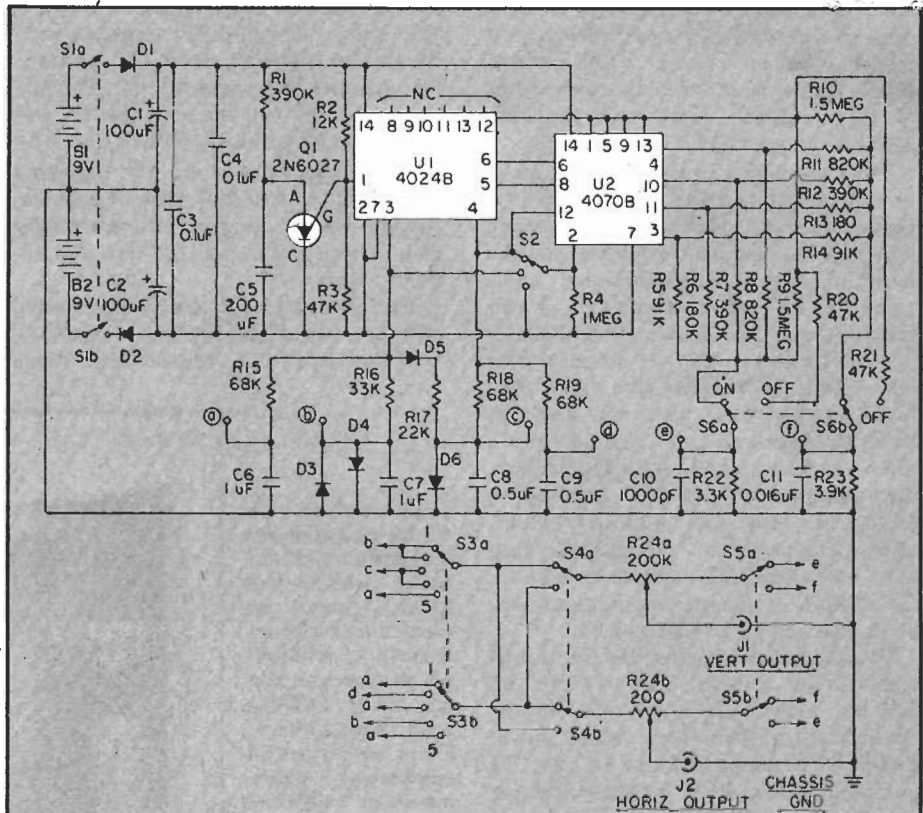 S1a
D1
B1
9V
C1
100uF
C3
0.1uF
C4
0.1uF
R1
390K
Q1
2N6027
A
G
C
R2
12K
NC
14 8 9 10 11 13 12
U1
4024B
1
6
5
2 7 3 4
14 1 5 9 13
6 4
8 U2 10
4070B
12 11
2 7 3
R10
1.5MEG
R11 820K
R12 390K
R13 180
R14 91K
B2
9V
C2
100uF
S1b
D2
C5
200
uF
R3
47K
S2
R4
1MEG
R5 91K
R6 180K
R7 390K
R8 820K
R9 1.5MEG
R20
47K
R21
47K
ON
OFF
OFF
S6a
S6b
R15
68K
R16
33K
D5
R17
22K
R18
68K
R19
68K
a
b
c
d
e
f
D4
D3
D6
C6
1uF
C7
1uF
C8
0.5uF
C9
0.5uF
C10
1000pf
R22
3.3K
C11
0.016uF
R23
3.9K
b
c
a
1
5
S3a
S4a
R24a
200K
S5a
e
f
J1
VERT OUTPUT
a
d
a
b
a
1
5
S3b
S4b
R24b
200
S5b
f
e
J2
HORIZ OUTPUT
CHASSIS
GND